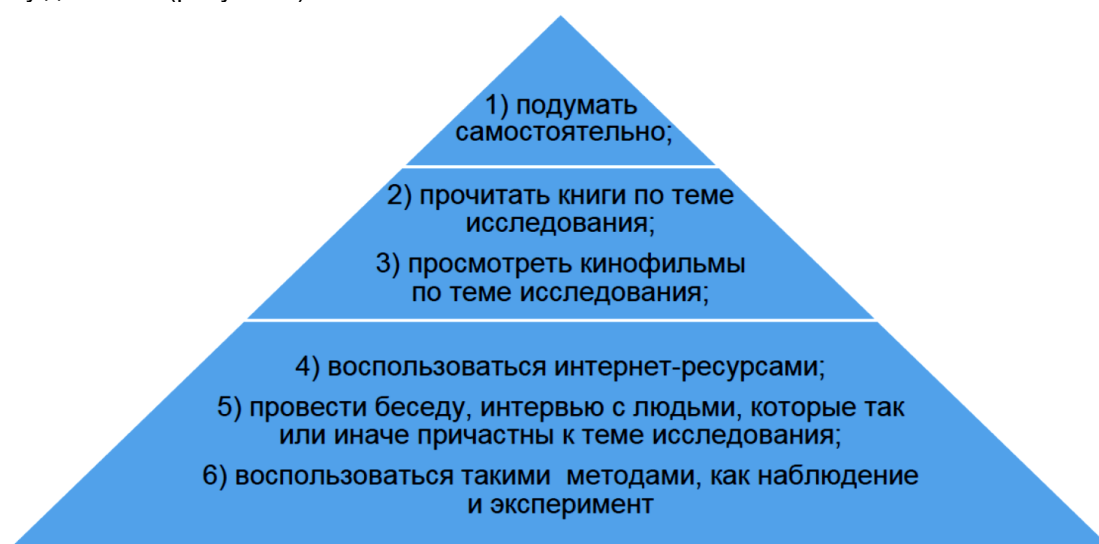 1) подумать
самостоятельно;
2) прочитать книги по теме
исследования;
3) просмотреть кинофильмы
по теме исследования;
4) воспользоваться интернет-ресурсами;
5) провести беседу, интервью с людьми, которые так
или иначе причастны к теме исследования;
6) воспользоваться такими методами, как наблюдение
и эксперимент